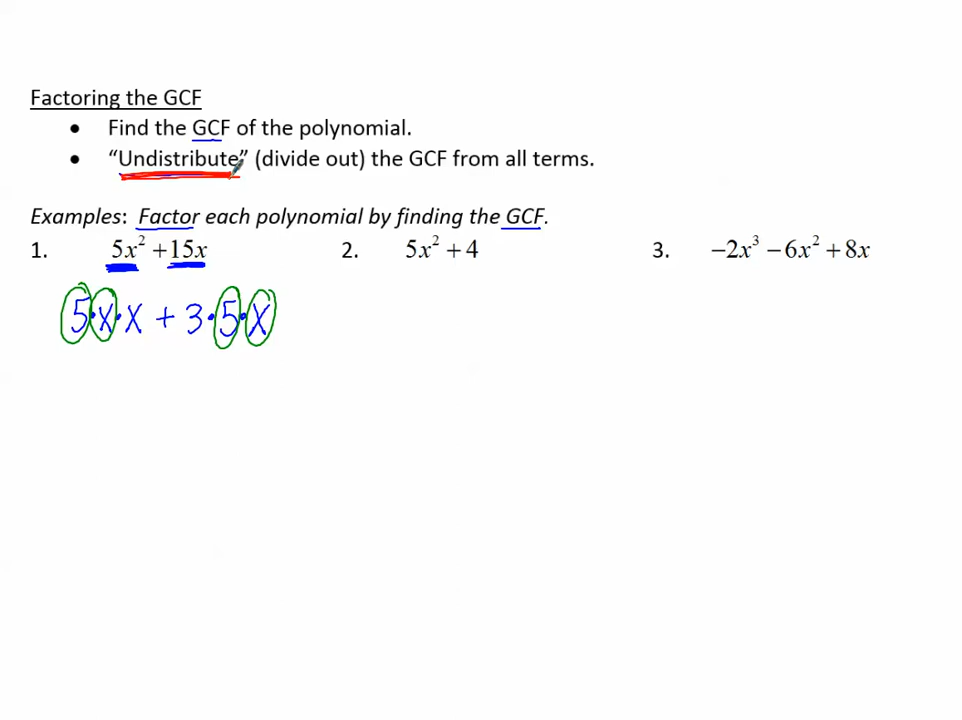 Factoring the GCF
• Find the GCF of the polynomial.
• “Undistribute” (divide out) the GCF from all terms.
Examples: Factor each polynomial by finding the GCF.
1. 5x² + 15x 2. 5x² + 4 3. −2x³ − 6x² + 8x
5·x·x + 3·5·x